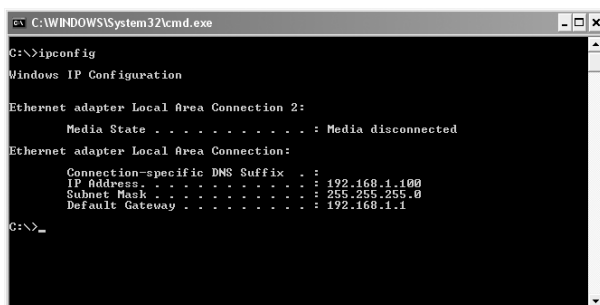 C:\WINDOWS\System32\cmd.exe
C:\>ipconfig
Windows IP Configuration
Ethernet adapter Local Area Connection 2:
Media State . . . . . . . . . . . : Media disconnected
Ethernet adapter Local Area Connection:
Connection-specific DNS Suffix  . :
IP Address. . . . . . . . . . . . : 192.168.1.100
Subnet Mask . . . . . . . . . . . : 255.255.255.0
Default Gateway . . . . . . . . . : 192.168.1.1
C:\>_